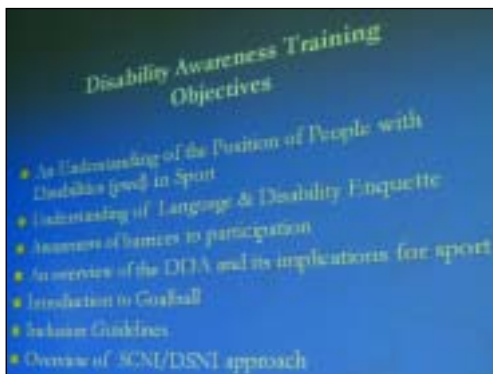 Disability Awareness Training
Objectives
An Understanding of the Position of People with
Disabilities (pwd) in Sport
Understanding of Language & Disability Etiquette
Awareness of barriers to participation
An overview of the DDA and its implications for sport
Introduction to Goalball
Inclusion Guidelines
Overview of SCNI/DSNI approach